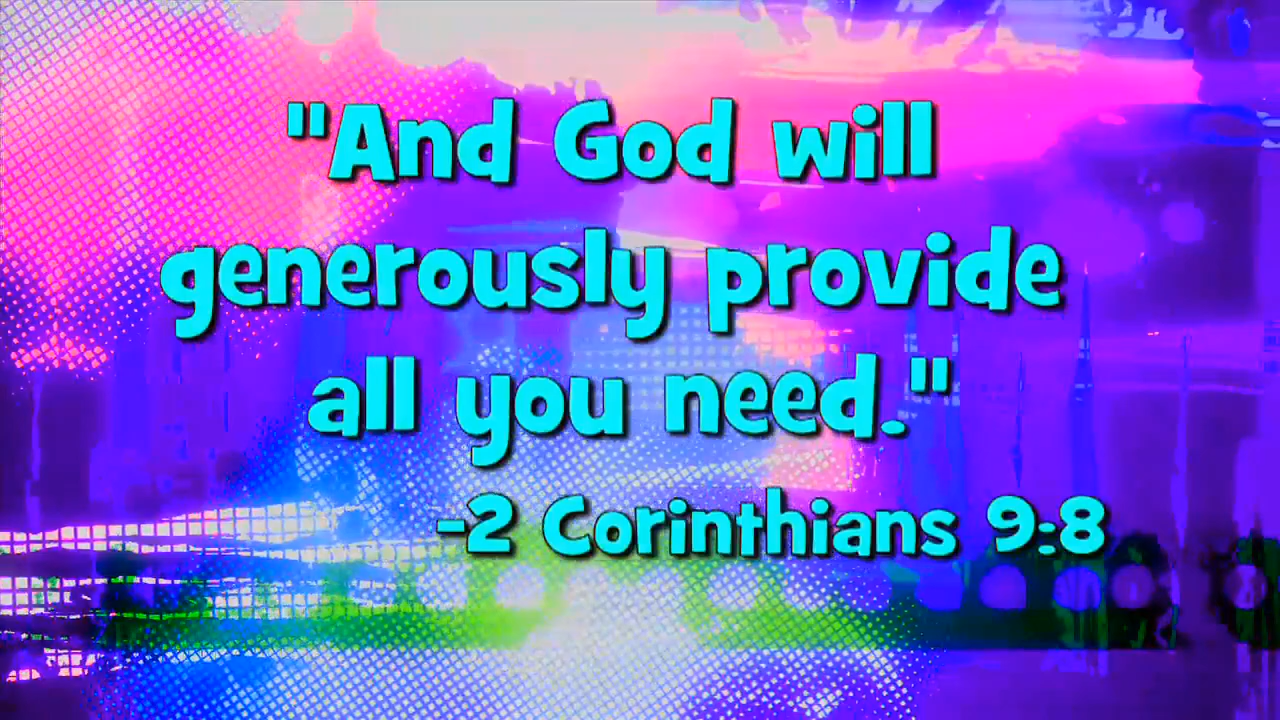 "And God will
generously provide
all you need."
-2 Corinthians 9:8